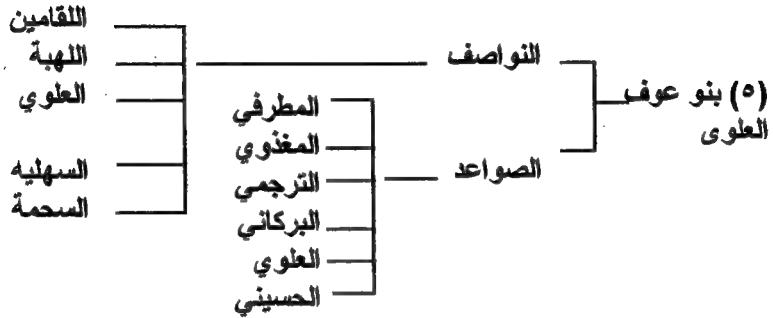 (٥) بنو عوف
العلوى
النواصف
اللقامين
اللهبة
العلوي
السهليه
السحمة
الصواعد
المطرفي
المغذوي
الترجمي
البركاني
العلوي
الحسيني